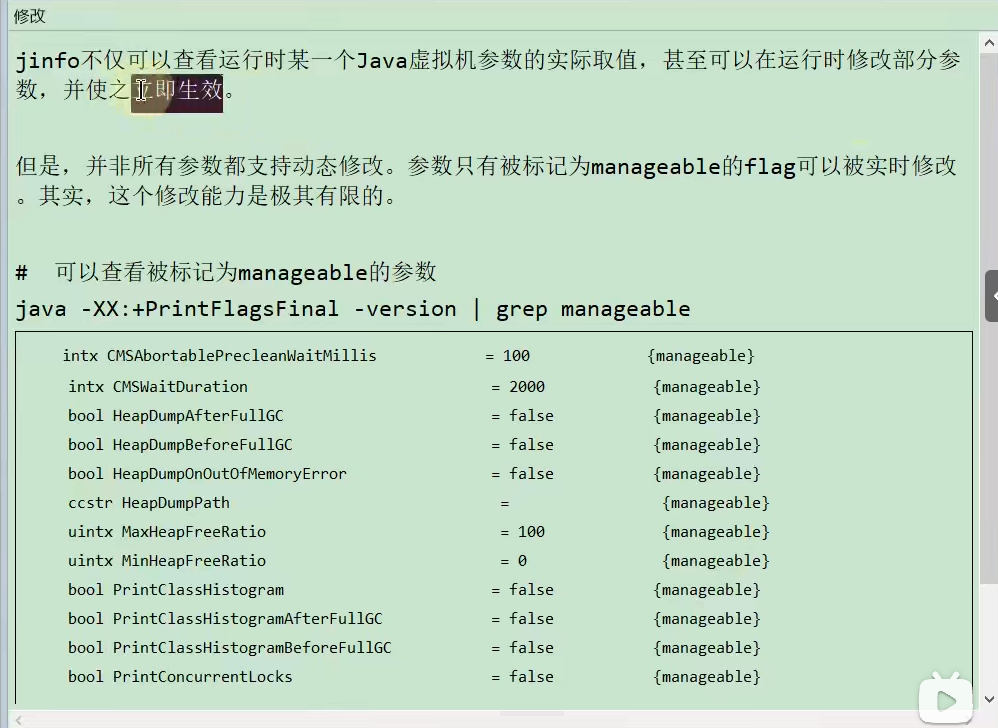 修改
jinfo不仅可以查看运行时某一个Java虚拟机参数的实际取值，甚至可以在运行时修改部分参
数，并使之立即生效。
但是，并非所有参数都支持动态修改。参数只有被标记为manageable的flag可以被实时修改
。其实，这个修改能力是极其有限的。
# 可以查看被标记为manageable的参数
java -XX:+PrintFlagsFinal -version | grep manageable
intx CMSAbortablePrecleanWaitMillis = 100 {manageable}
intx CMSWaitDuration = 2000 {manageable}
bool HeapDumpAfterFullGC = false {manageable}
bool HeapDumpBeforeFullGC = false {manageable}
bool HeapDumpOnOutOfMemoryError = false {manageable}
ccstr HeapDumpPath = {manageable}
uintx MaxHeapFreeRatio = 100 {manageable}
uintx MinHeapFreeRatio = 0 {manageable}
bool PrintClassHistogram = false {manageable}
bool PrintClassHistogramAfterFullGC = false {manageable}
bool PrintClassHistogramBeforeFullGC = false {manageable}
bool PrintConcurrentLocks = false {manageable}